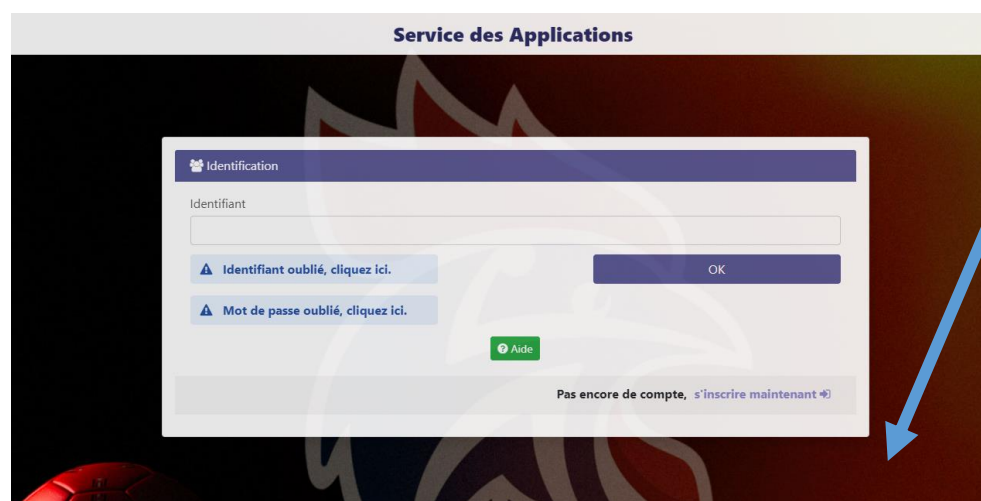 Service des Applications
Identification
Identifiant
Identifiant oublié, cliquez ici.
OK
Mot de passe oublié, cliquez ici.
Aide
Pas encore de compte, s'inscrire maintenant